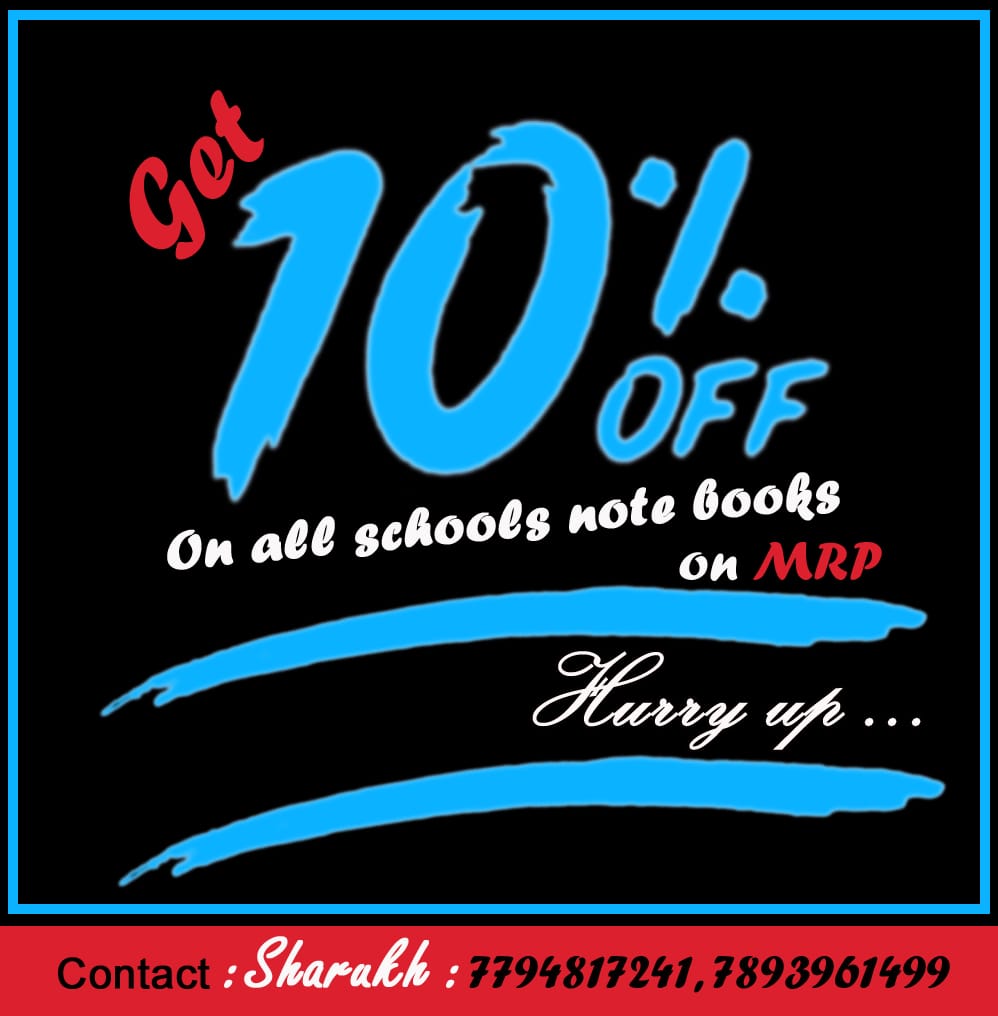 Get
10% OFF
On all schools note books
on MRP
Hurry up ...
Contact : Sharukh : 7794817241,7893961499